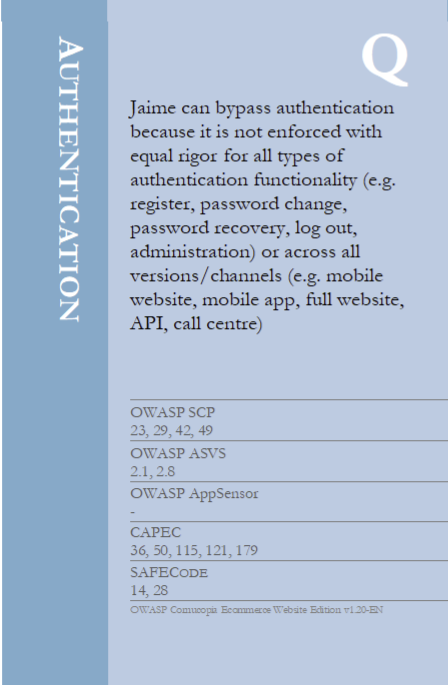 AUTHENTICATION
Q
Jaime can bypass authentication
because it is not enforced with
equal rigor for all types of
authentication functionality (e.g.
register, password change,
password recovery, log out,
administration) or across all
versions/channels (e.g. mobile
website, mobile app, full website,
API, call centre)
OWASP SCP
23, 29, 42, 49
OWASP ASVS
2.1, 2.8
OWASP AppSensor
-
CAPEC
36, 50, 115, 121, 179
SAFECODE
14, 28
OWASP Cornucopia Ecommerce Website Edition v1.20-EN